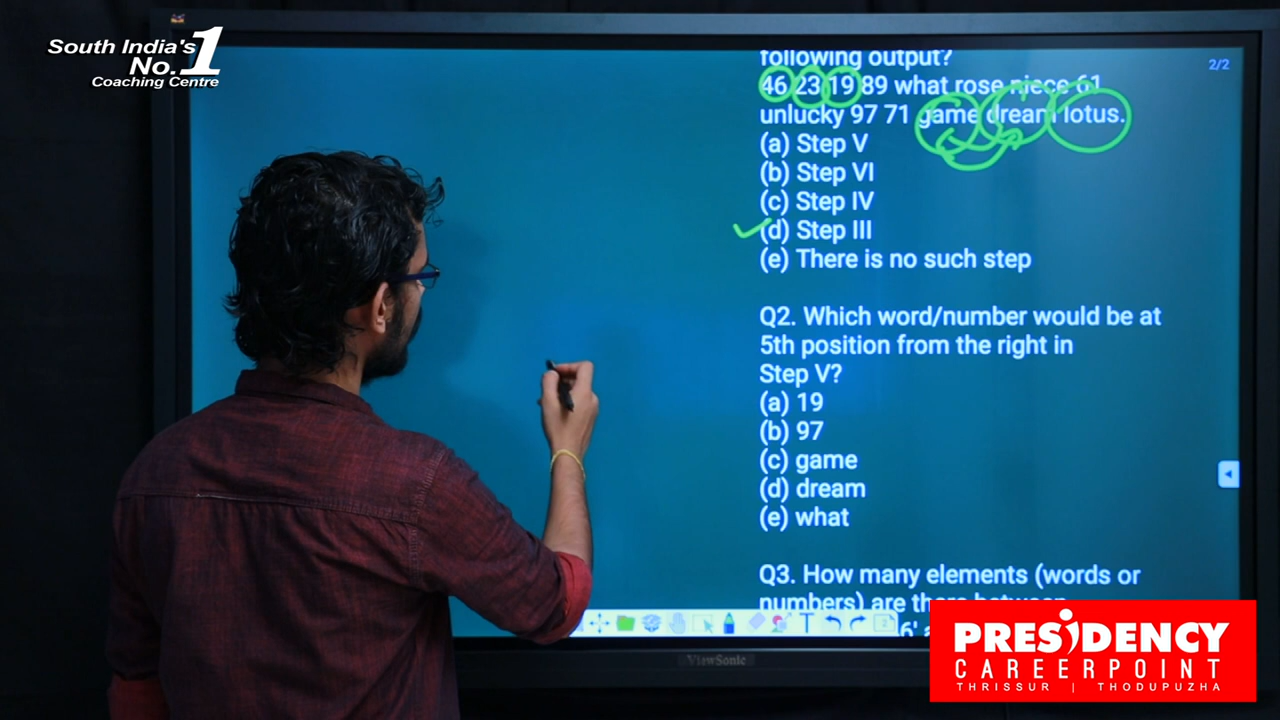 South India's 1
No.
Coaching Centre
2/2
following output?
46 23 19 89 what rose niece 61
unlucky 97 71 game dream lotus.
(a) Step V
(b) Step VI
(c) Step IV
(d) Step III
(e) There is no such step
Q2. Which word/number would be at
5th position from the right in
Step V?
(a) 19
(b) 97
(c) game
(d) dream
(e) what
Q3. How many elements (words or
numbers) are there between
ViewSonic
PRESiDENCY
CAREERPOINT
THRISSUR | THODUPUZHA